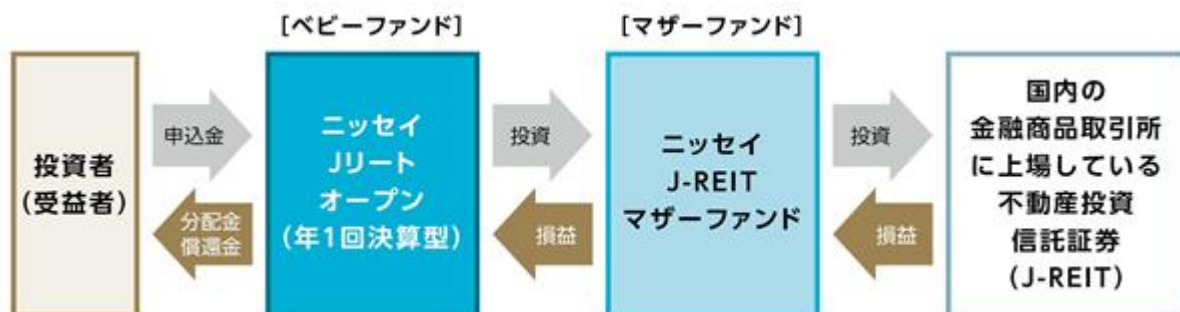 [ベビーファンド]
[マザーファンド]
投資者
(受益者)
申込金
分配金
償還金
ニッセイ
Jリート
オープン
(年1回決算型)
投資
損益
ニッセイ
J-REIT
マザーファンド
投資
損益
国内の
金融商品取引所
に上場している
不動産投資
信託証券
(J-REIT)